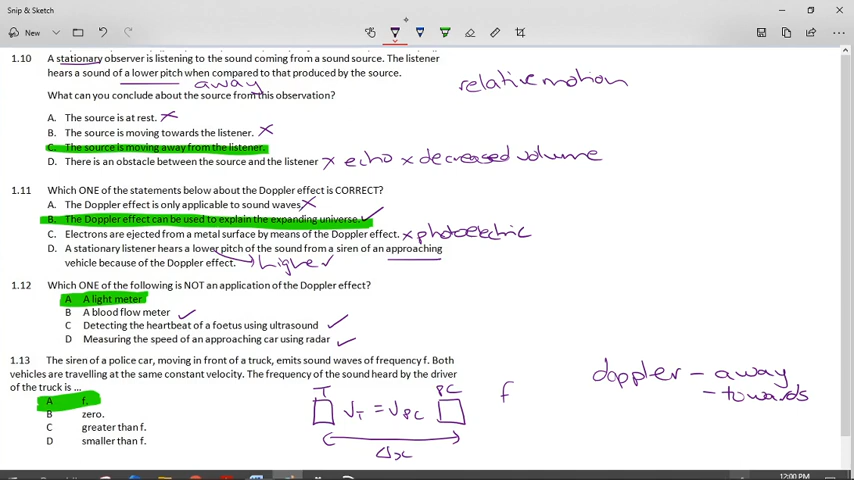 Snip & Sketch
New
1.10 A stationary observer is listening to the sound coming from a sound source. The listener
hears a sound of a lower pitch when compared to that produced by the source.
relative motion
away
What can you conclude about the source from this observation?
A. The source is at rest. x
B. The source is moving towards the listener. x
C. The source is moving away from the listener.
D. There is an obstacle between the source and the listener x echo x decreased volume
1.11 Which ONE of the statements below about the Doppler effect is CORRECT?
A. The Doppler effect is only applicable to sound waves x
B. The Doppler effect can be used to explain the expanding universe. ✓
C. Electrons are ejected from a metal surface by means of the Doppler effect. x photoelectric
D. A stationary listener hears a lower pitch of the sound from a siren of an approaching
vehicle because of the Doppler effect. → higher ✓
1.12 Which ONE of the following is NOT an application of the Doppler effect?
A A light meter
B A blood flow meter ✓
C Detecting the heartbeat of a foetus using ultrasound ✓
D Measuring the speed of an approaching car using radar ✓
1.13 The siren of a police car, moving in front of a truck, emits sound waves of frequency f. Both
vehicles are travelling at the same constant velocity. The frequency of the sound heard by the driver
of the truck is ...
doppler - away
- towards
A f.
B zero.
C greater than f.
D smaller than f.
T PC
V_T = V_PC
f
Δx
12:00 PM